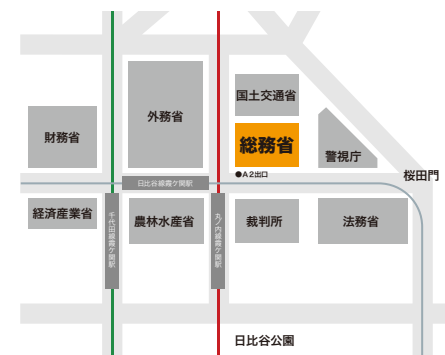 国土交通省
外務省
財務省
総務省
警視庁
●A2出口
桜田門
日比谷線霞ケ関駅
経済産業省
千代田線霞ケ関駅
農林水産省
丸ノ内線霞ケ関駅
裁判所
法務省
日比谷公園